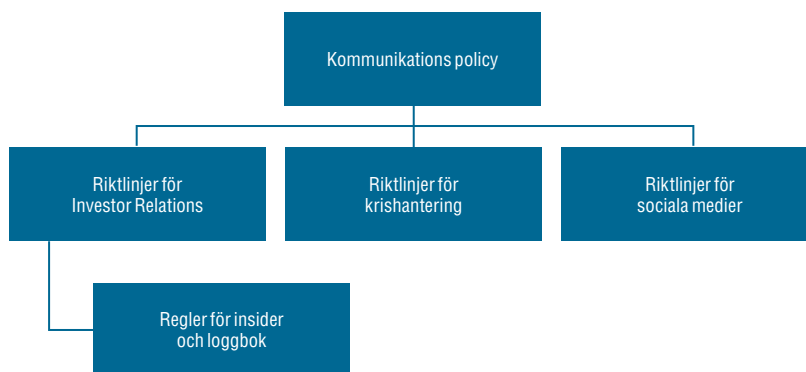 Kommunikations policy
Riktlinjer för
Investor Relations
Riktlinjer för
krishantering
Riktlinjer för
sociala medier
Regler för insider
och loggbok